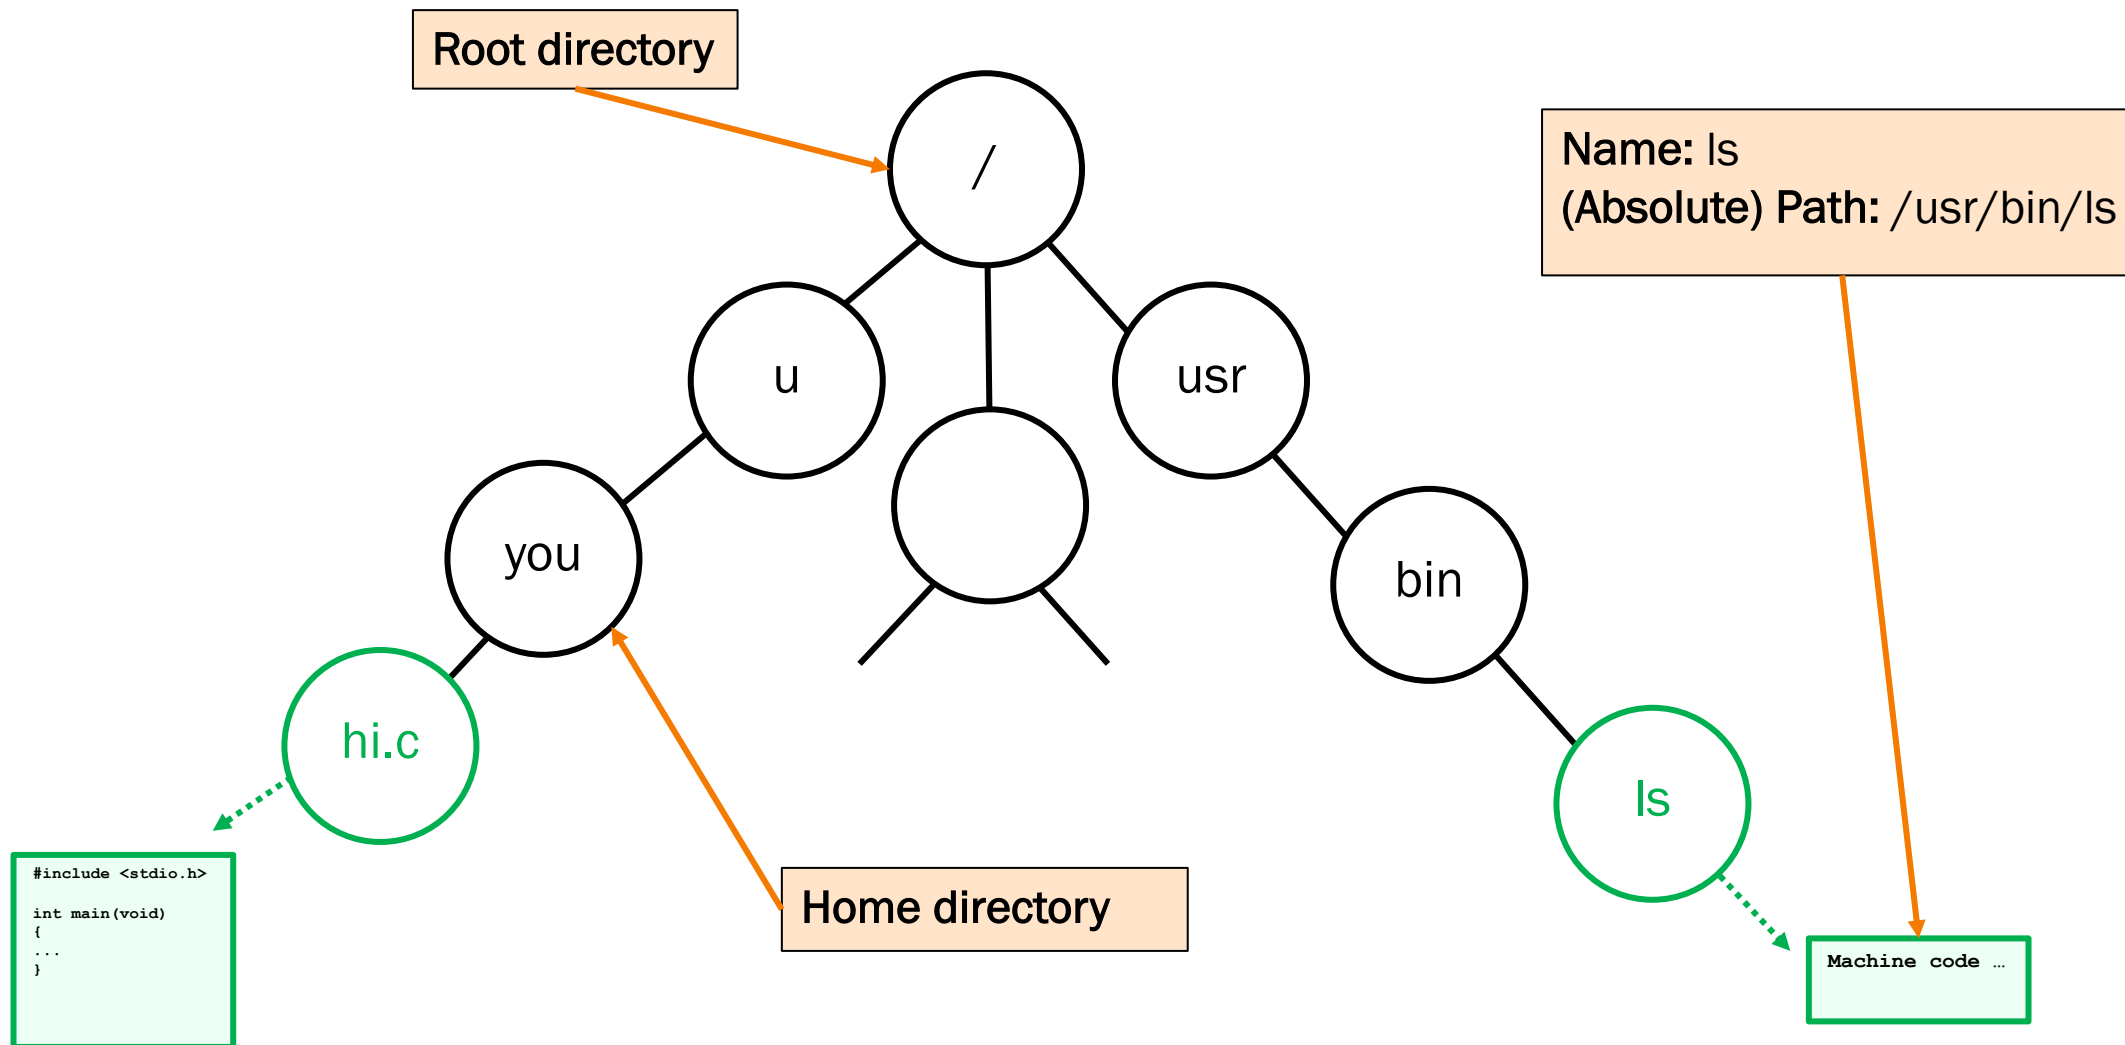 Root directory
/
Name: ls
(Absolute) Path: /usr/bin/ls
u
usr
you
bin
hi.c
ls
#include <stdio.h>
int main(void)
{
...
}
Home directory
Machine code …